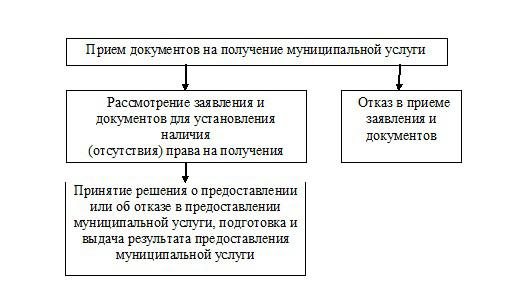 Прием документов на получение муниципальной услуги
Рассмотрение заявления и
документов для установления
наличия
(отсутствия) права на получения
Отказ в приеме
заявления и
документов
Принятие решения о предоставлении
или об отказе в предоставлении
муниципальной услуги, подготовка и
выдача результата предоставления
муниципальной услуги